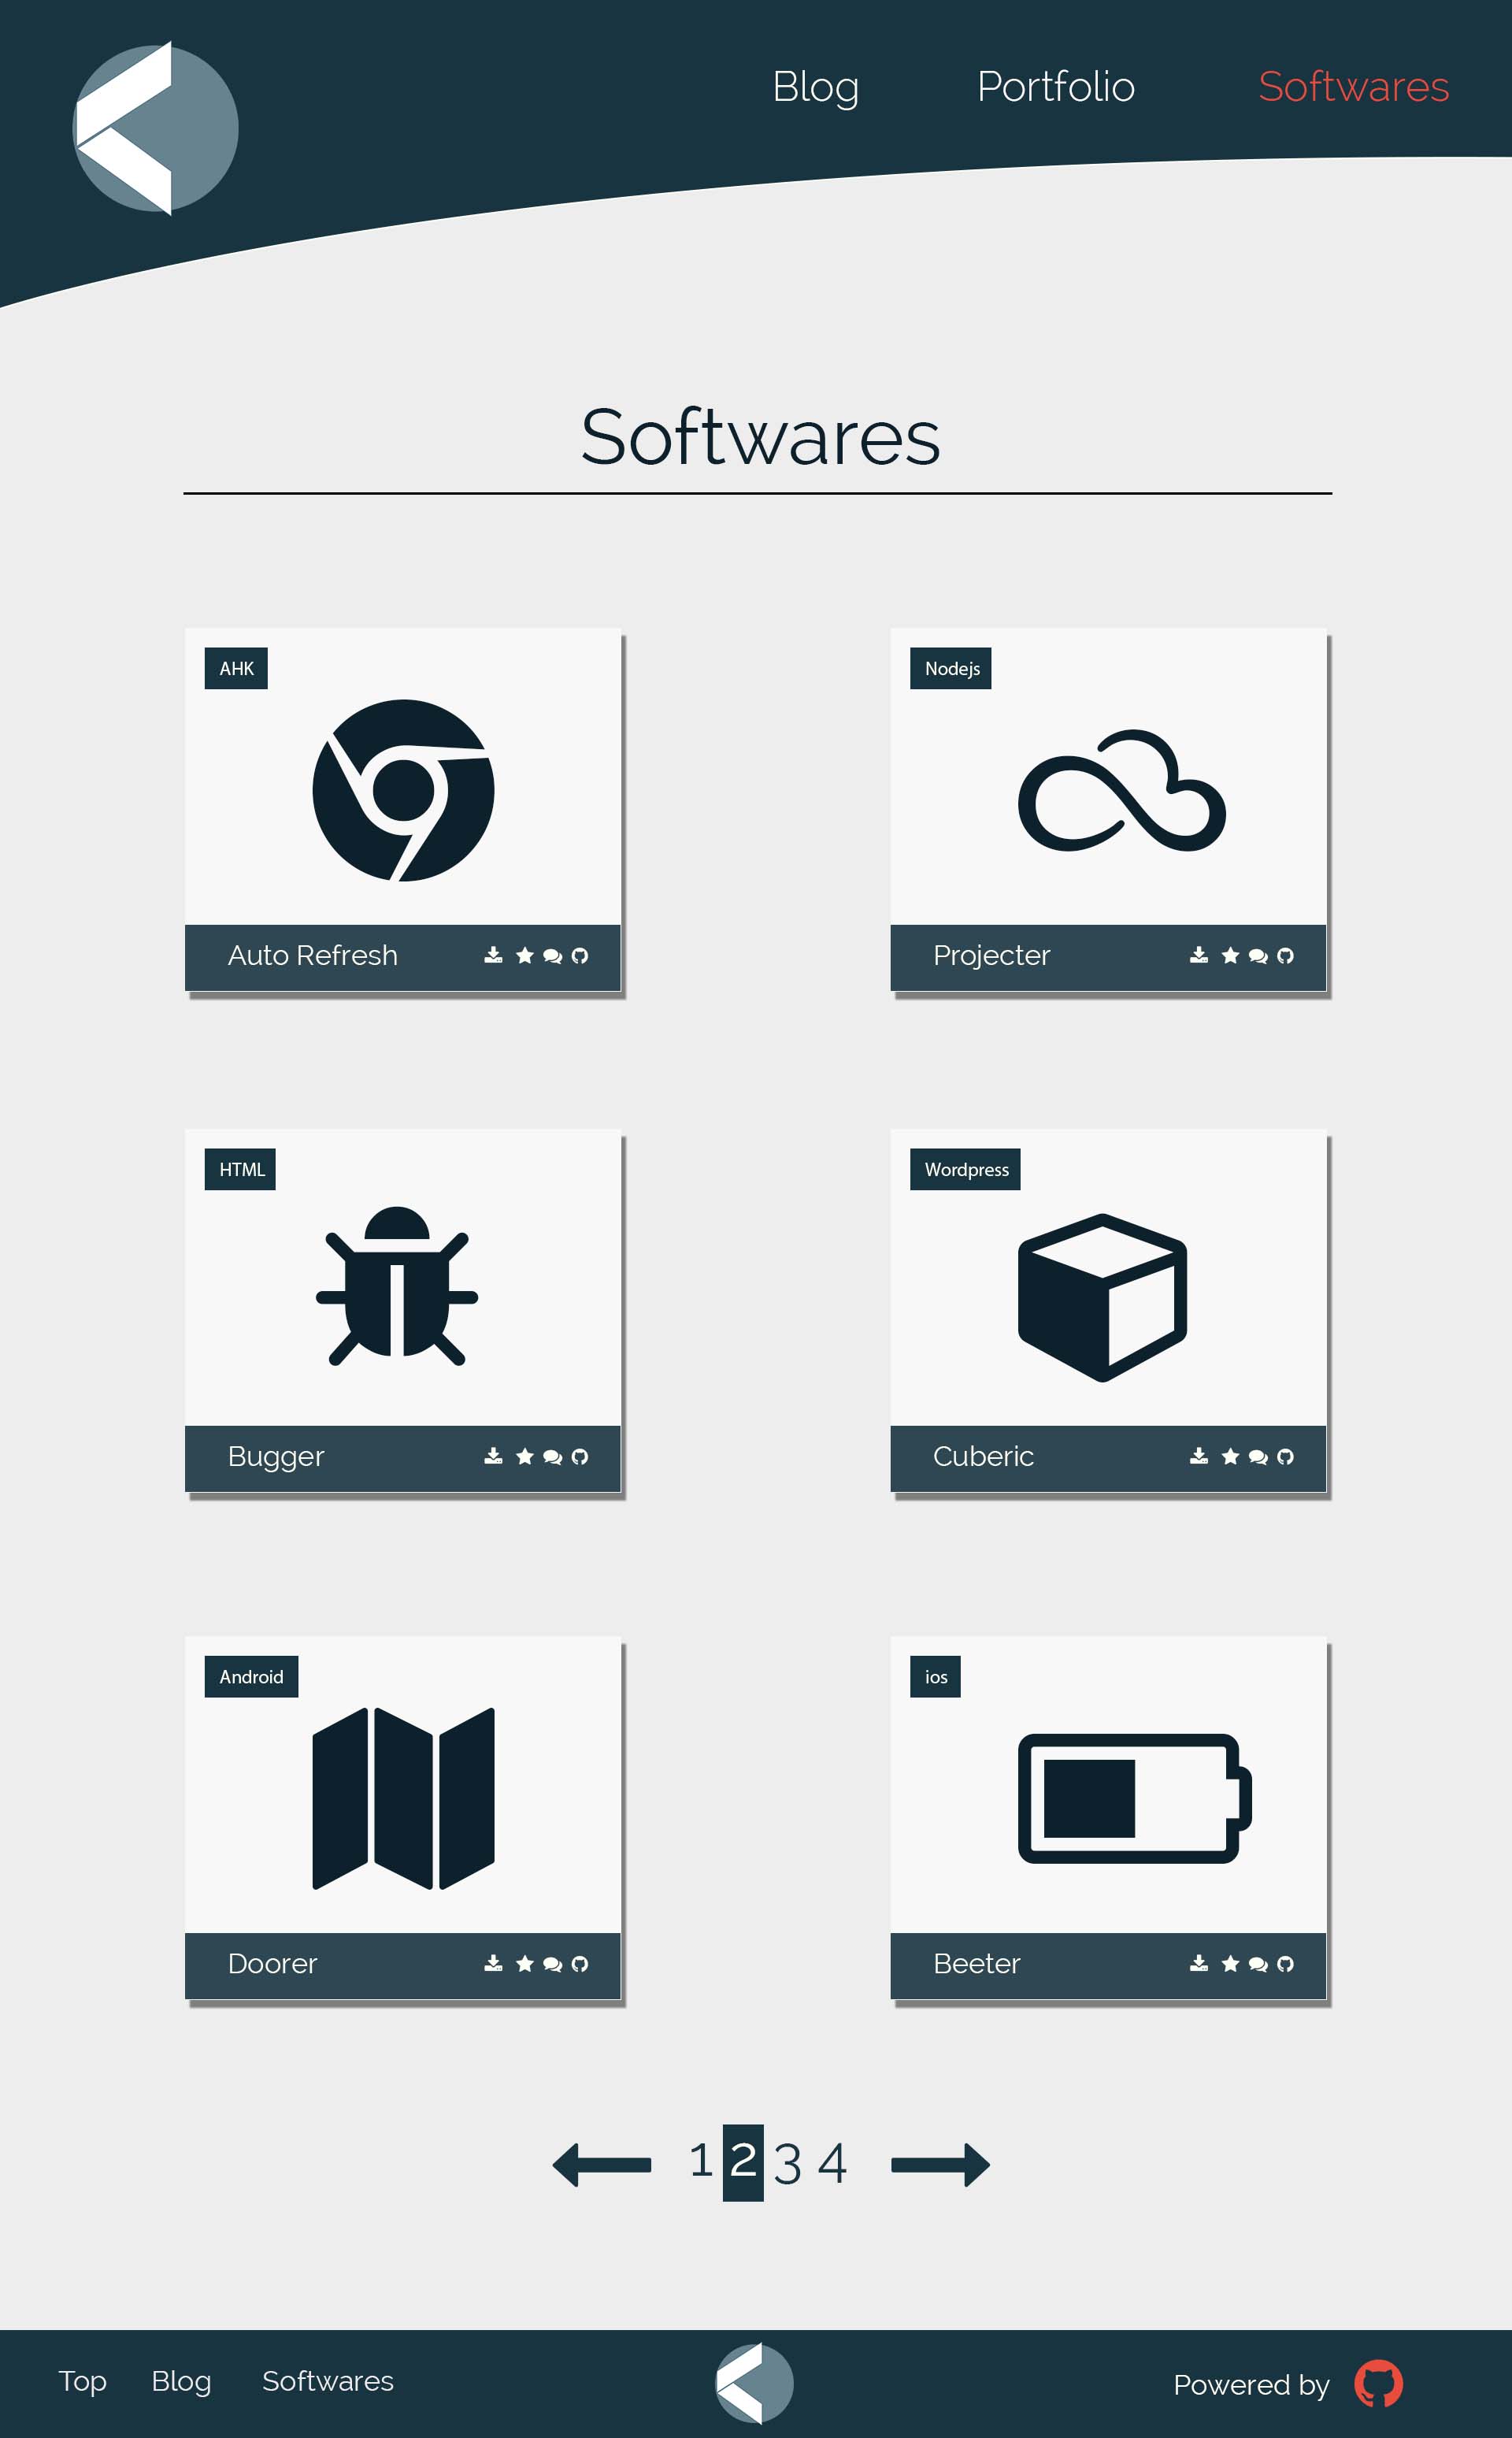 Blog Portfolio Softwares
Softwares
AHK
Auto Refresh
Nodejs
Projecter
HTML
Bugger
Wordpress
Cuberic
Android
Doorer
ios
Beeter
1 2 3 4
Top Blog Softwares
Powered by